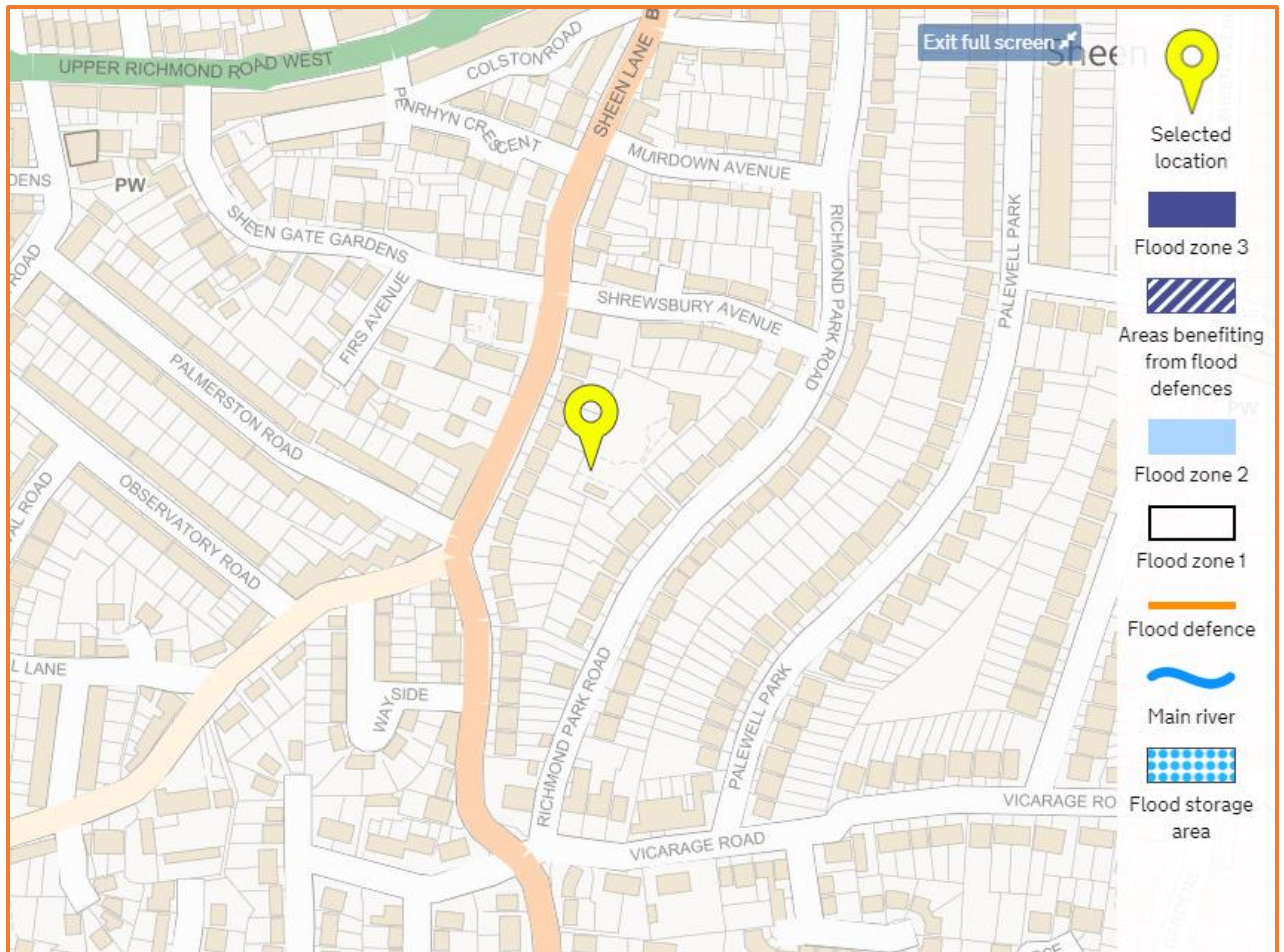 UPPER RICHMOND ROAD WEST
COLSTON ROAD
SHEEN LANE B
Exit full screen
Sheen
PENRHYN CRESCENT
MUIRDOWN AVENUE
DENS
PW
SHEEN GATE GARDENS
ROAD
FIRS AVENUE
SHREWSBURY AVENUE
RICHMOND PARK ROAD
PALEWELL PARK
PALMERSTON ROAD
OBSERVATORY ROAD
VAL ROAD
L LANE
WAY SIDE
RICHMOND PARK ROAD
PALEWELL PARK
VICARAGE RO
VICARAGE ROAD
Selected
location
Flood zone 3
Areas benefiting
from flood
defences
PW
Flood zone 2
Flood zone 1
Flood defence
Main river
Flood storage
area